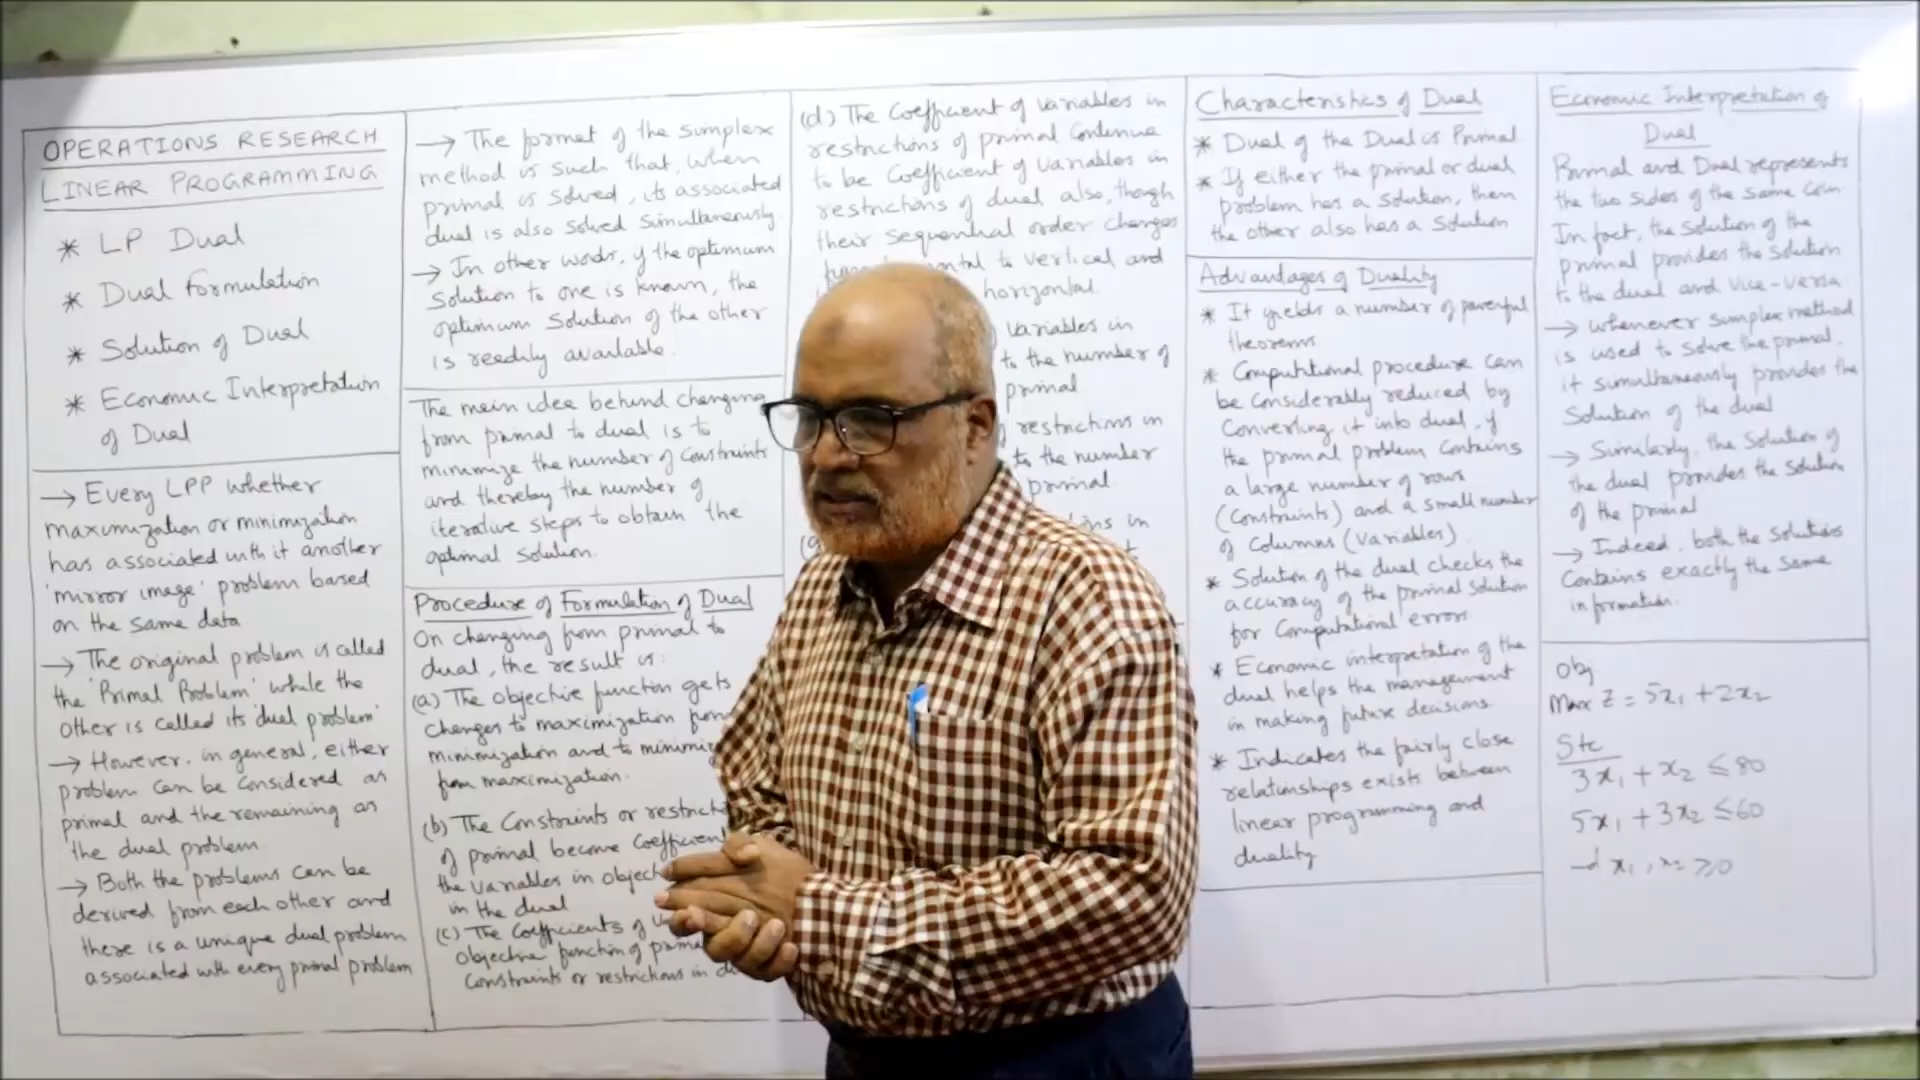 OPERATIONS RESEARCH
LINEAR PROGRAMMING
* LP Dual
* Dual Formulation
* Solution of Dual
* Economic Interpretation
of Dual
→ Every LPP whether
maximization or minimization
has associated with it another
'mirror image' problem based
on the same data
→ The original problem is called
the 'Primal Problem' while the
other is called its 'dual problem'
→ However, in general, either
problem can be considered as
primal and the remaining as
the dual problem
→ Both the problems can be
derived from each other and
there is a unique dual problem
associated with every primal problem
→ The format of the simplex
method is such that, when
primal is solved, its associated
dual is also solved simultaneously
→ In other words, if the optimum
solution to one is known, the
optimum solution of the other
is readily available.
The main idea behind changing
from primal to dual is to
minimize the number of constraints
and thereby the number of
iterative steps to obtain the
optimal solution.
Procedure of Formulation of Dual
On changing from primal to
dual, the result is:
(a) The objective function gets
changes to maximization from
minimization and to
from maximization.
(b) The constraints or
of primal become
the variables in
in the dual
(c) The Coefficients of
objective function of
constraints or restrictions in
(d) The Coefficient of variables in
restrictions of primal continue
to be coefficient of variables in
restrictions of dual also, though
their sequential order changes
to vertical and
horizontal.
variables in
to the number of
primal
restrictions in
to the number
primal.
in
Characteristics of Dual
* Dual of the Dual is Primal
* If either the primal or dual
problem has a solution, then
the other also has a solution
Advantages of Duality
* It yields a number of powerful
theorems
* Computational procedure can
be considerably reduced by
converting it into dual, if
the primal problem contains
a large number of rows
(constraints) and a small number
of columns (variables).
* Solution of the dual checks the
accuracy of the primal solution
for computational errors
* Economic interpretation of the
dual helps the management
in making future decisions.
* Indicates the fairly close
relationships exists between
linear programming and
duality
Economic Interpretation of
Dual
Primal and Dual represents
the two sides of the same coin.
In fact, the solution of the
primal provides the solution
to the dual and vice-versa
→ whenever simplex method
is used to solve the primal,
it simultaneously provides the
solution of the dual
→ Similarly, the solution of
the dual provides the solution
of the primal
→ Indeed, both the solutions
contains exactly the same
information.
Obj
Max Z = 5x₁ + 2x₂
Stc
3x₁ + x₂ ≤ 80
5x₁ + 3x₂ ≤ 60
x₁, x₂ ≥ 0